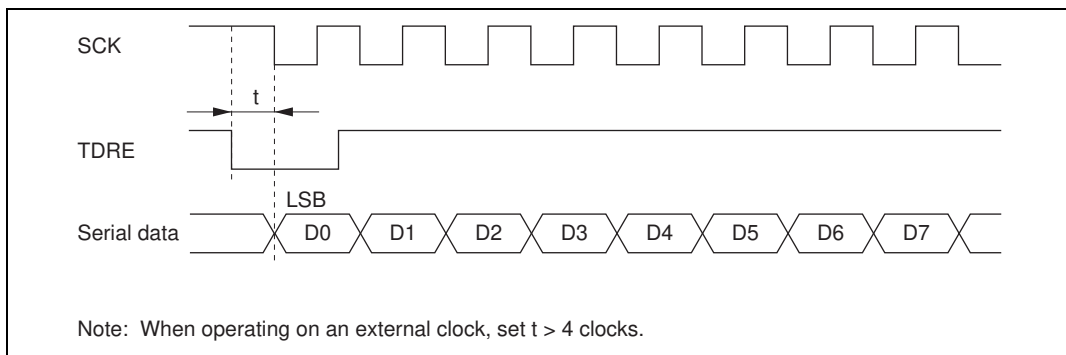 SCK
t
TDRE
LSB
Serial data D0 D1 D2 D3 D4 D5 D6 D7
Note: When operating on an external clock, set t > 4 clocks.